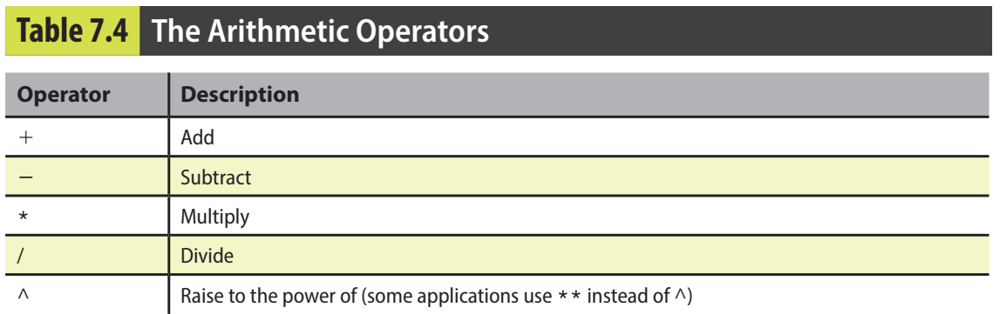 Table 7.4 The Arithmetic Operators
Operator Description
+ Add
− Subtract
* Multiply
/ Divide
^ Raise to the power of (some applications use ** instead of ^)